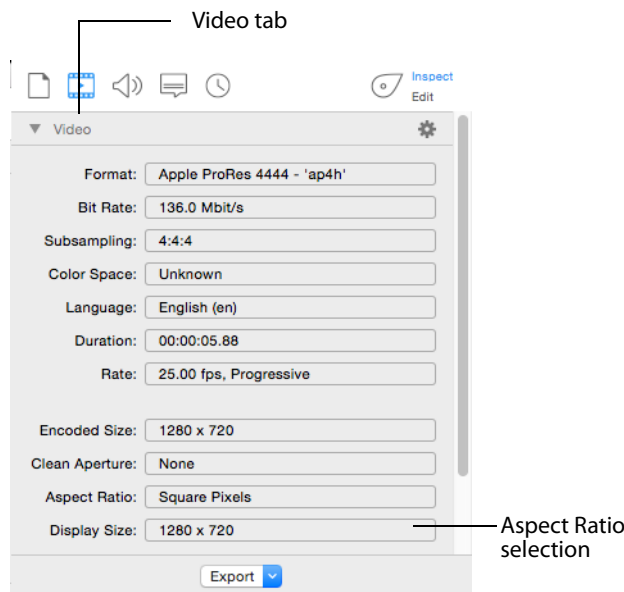 Video tab
Inspect
Edit
Video
Format: Apple ProRes 4444 - 'ap4h'
Bit Rate: 136.0 Mbit/s
Subsampling: 4:4:4
Color Space: Unknown
Language: English (en)
Duration: 00:00:05.88
Rate: 25.00 fps, Progressive
Encoded Size: 1280 x 720
Clean Aperture: None
Aspect Ratio: Square Pixels
Display Size: 1280 x 720
Aspect Ratio
selection
Export